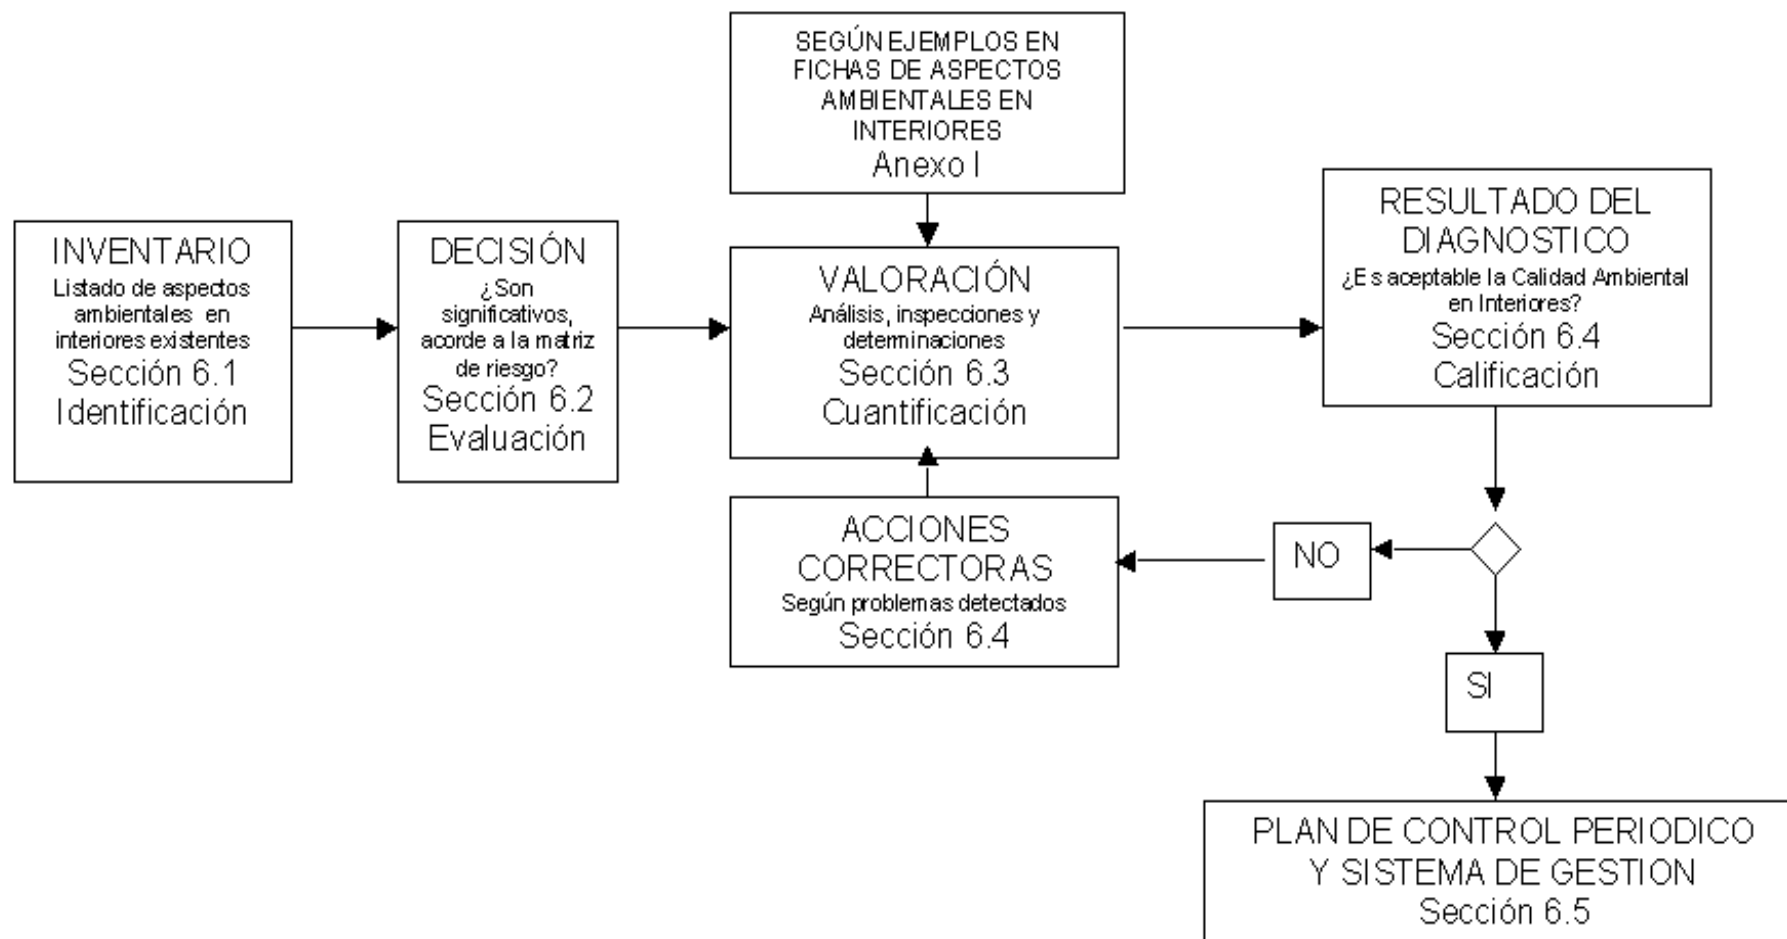 SEGÚN EJEMPLOS EN
FICHAS DE ASPECTOS
AMBIENTALES EN
INTERIORES
Anexo I
INVENTARIO
Listado de aspectos
ambientales en
interiores existentes
Sección 6.1
Identificación
DECISIÓN
¿Son
significativos,
acorde a la matriz
de riesgo?
Sección 6.2
Evaluación
VALORACIÓN
Análisis, inspecciones y
determinaciones
Sección 6.3
Cuantificación
RESULTADO DEL
DIAGNOSTICO
¿Es aceptable la Calidad Ambiental
en Interiores?
Sección 6.4
Calificación
ACCIONES
CORRECTORAS
Según problemas detectados
Sección 6.4
NO
SI
PLAN DE CONTROL PERIODICO
Y SISTEMA DE GESTION
Sección 6.5